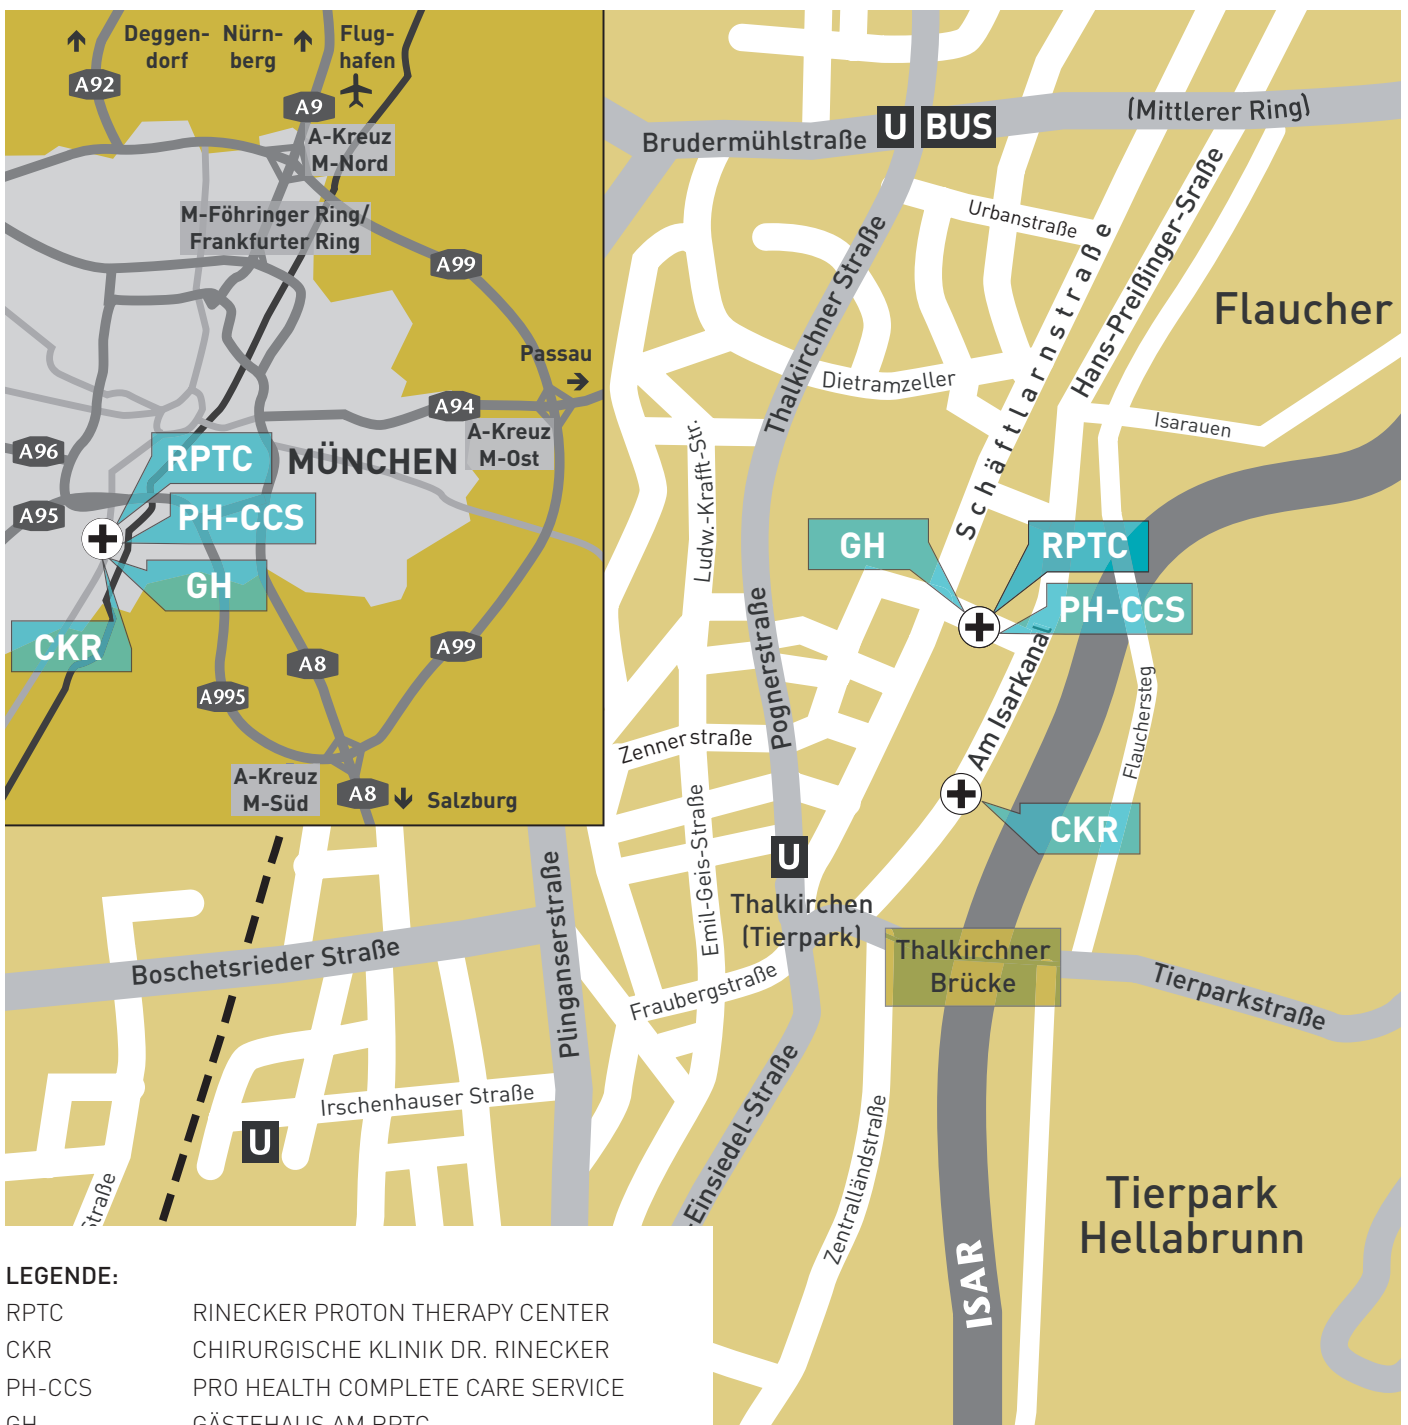 Deggen-
dorf
Nürn-
berg
Flug-
hafen
A92
A9
A-Kreuz
M-Nord
M-Föhringer Ring/
Frankfurter Ring
A99
Passau
A94
A-Kreuz
M-Ost
A96
RPTC
MÜNCHEN
A95
PH-CCS
GH
CKR
A8
A99
A995
A-Kreuz
M-Süd
A8
Salzburg
Brudermühlstraße
U BUS
(Mittlerer Ring)
Urbanstraße
Thalkirchner Straße
Schäftlarnstraße
Hans-Preißinger-Sraße
Flaucher
Dietramzeller
Isarauen
Ludw.-Krafft-Str.
GH
RPTC
PH-CCS
Pognerstraße
Am Isarkanal
Flauchersteg
Zennerstraße
Emil-Geis-Straße
CKR
U
Thalkirchen
(Tierpark)
Thalkirchner
Brücke
Boschetsrieder Straße
Plinganserstraße
Fraubergstraße
Tierparkstraße
Irschenhauser Straße
U
-Einsiedel-Straße
Zentralländstraße
Straße
Tierpark
Hellabrunn
ISAR
LEGENDE:
RPTC RINECKER PROTON THERAPY CENTER
CKR CHIRURGISCHE KLINIK DR. RINECKER
PH-CCS PRO HEALTH COMPLETE CARE SERVICE
GH GÄSTEHAUS AM RPTC